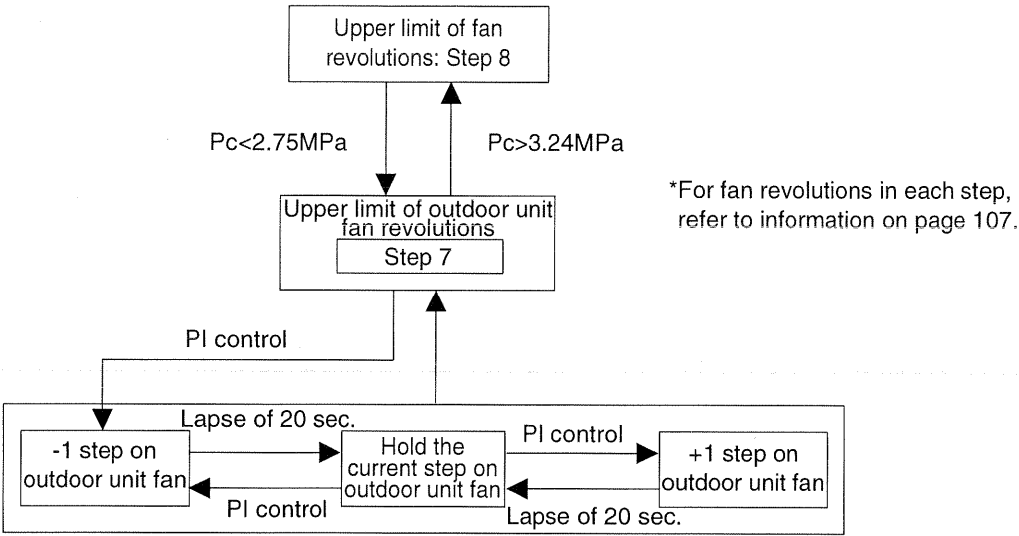 Upper limit of fan
revolutions: Step 8
Pc<2.75MPa
Pc>3.24MPa
*For fan revolutions in each step,
refer to information on page 107.
Upper limit of outdoor unit
fan revolutions
Step 7
PI control
Lapse of 20 sec.
-1 step on
outdoor unit fan
Hold the
current step on
outdoor unit fan
PI control
+1 step on
outdoor unit fan
PI control
Lapse of 20 sec.